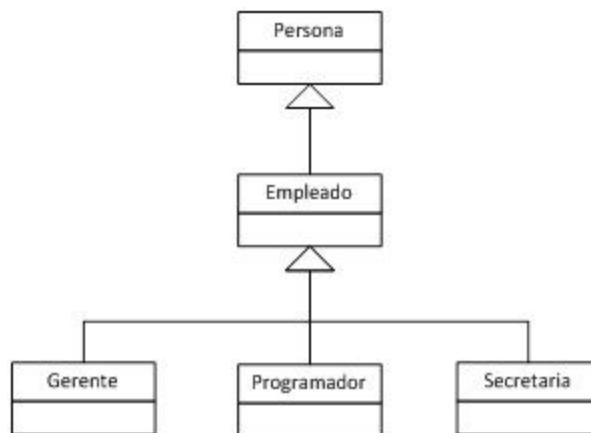 Persona
Empleado
Gerente
Programador
Secretaria